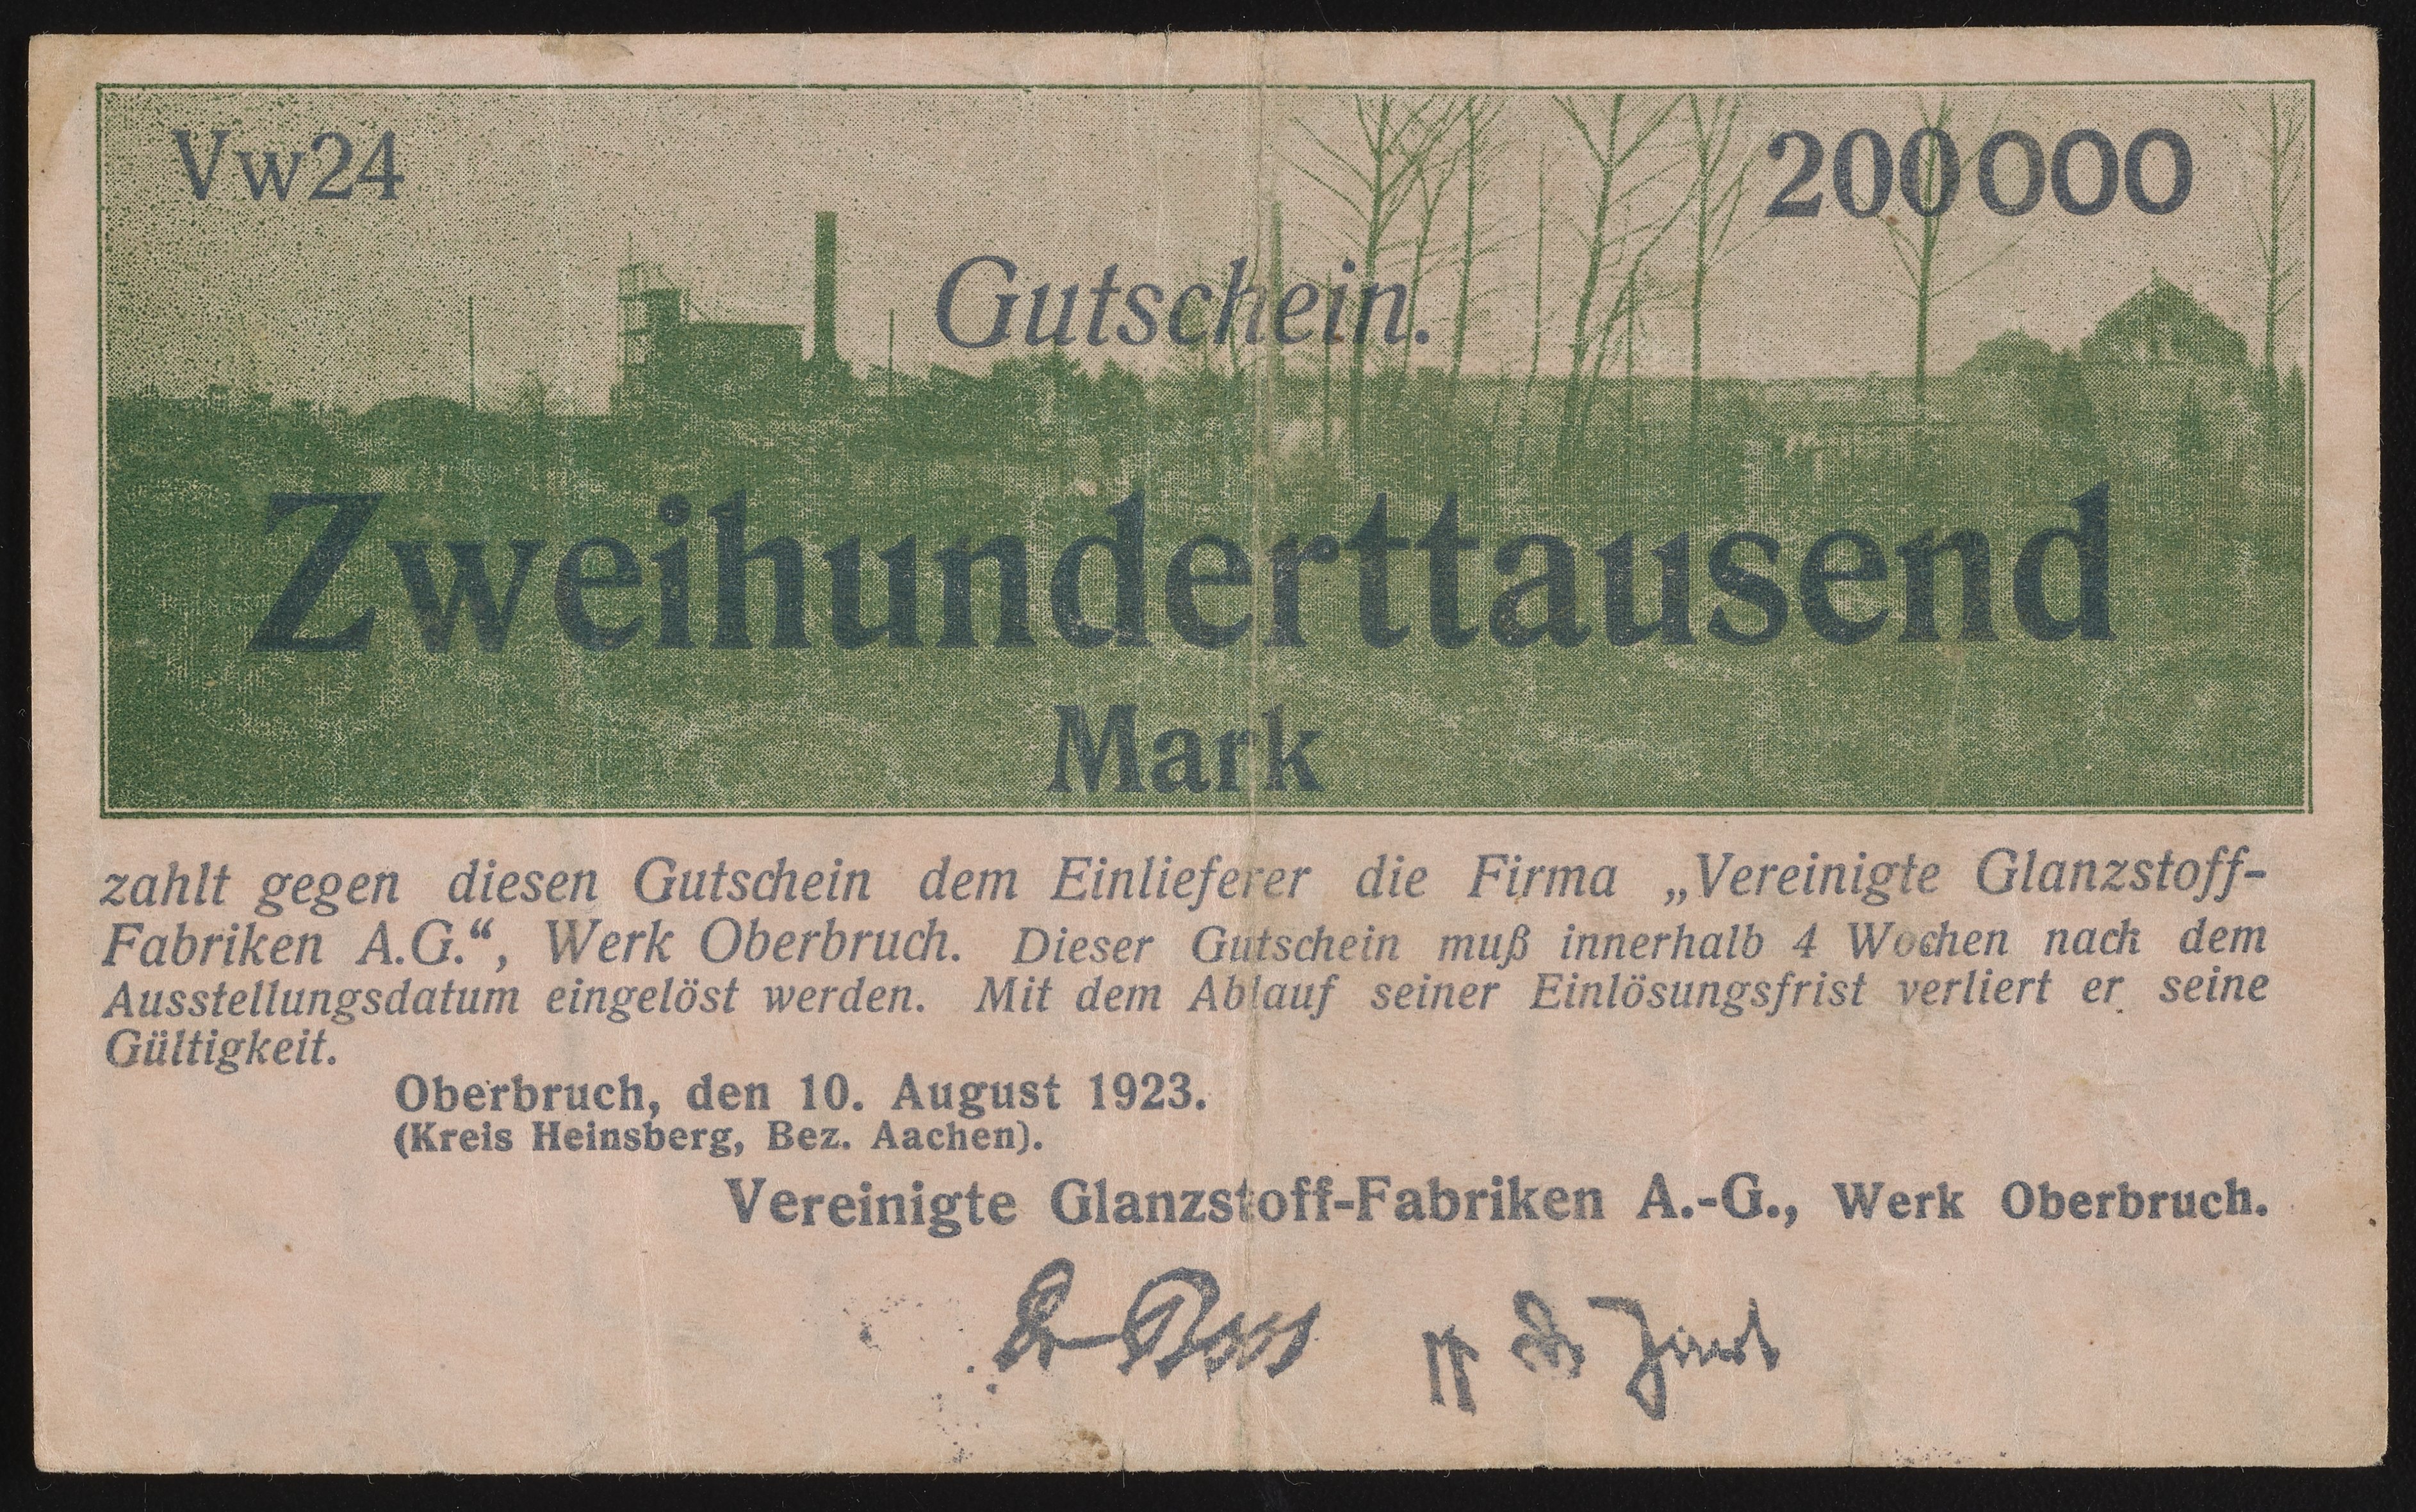 Vw24
200000
Gutschein.
Zweihunderttausend
Mark
zahlt gegen diesen Gutschein dem Einlieferer die Firma „Vereinigte Glanzstoff-
Fabriken A.G.“, Werk Oberbruch. Dieser Gutschein muß innerhalb 4 Wochen nach dem
Ausstellungsdatum eingelöst werden. Mit dem Ablauf seiner Einlösungsfrist verliert er seine
Gültigkeit.
Oberbruch, den 10. August 1923.
(Kreis Heinsberg, Bez. Aachen).
Vereinigte Glanzstoff-Fabriken A.-G., Werk Oberbruch.